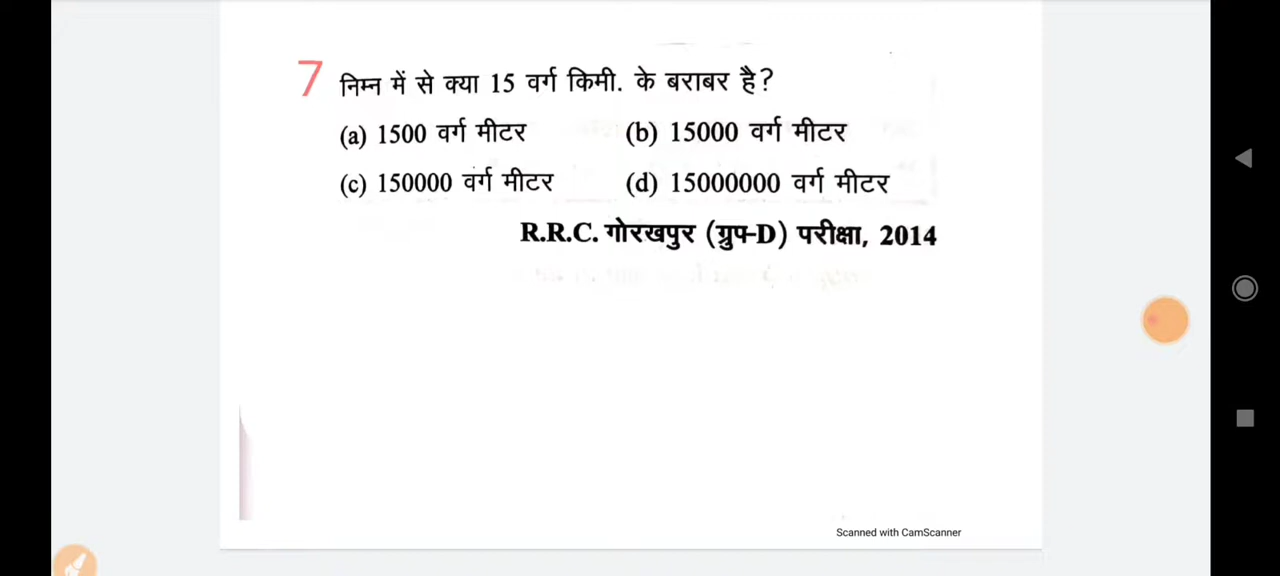 7 निम्न में से क्या 15 वर्ग किमी. के बराबर है?
(a) 1500 वर्ग मीटर (b) 15000 वर्ग मीटर
(c) 150000 वर्ग मीटर (d) 15000000 वर्ग मीटर
R.R.C. गोरखपुर (ग्रुप-D) परीक्षा, 2014
Scanned with CamScanner